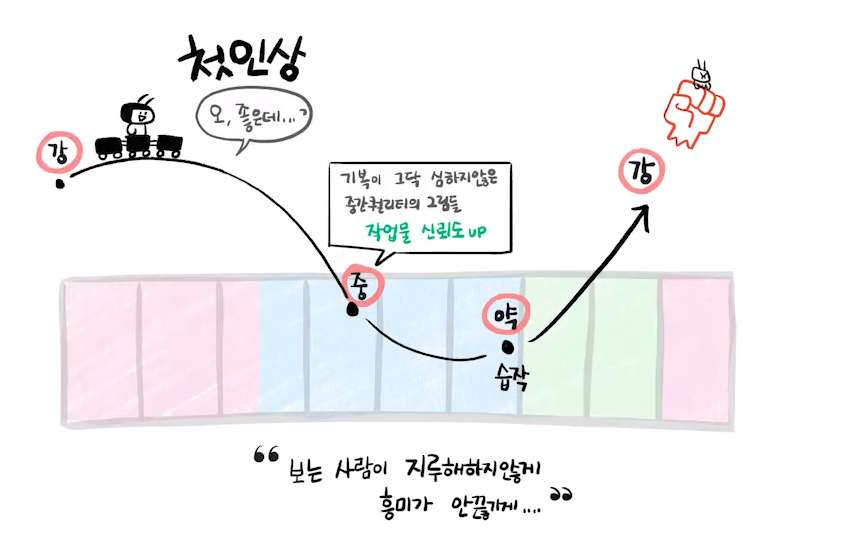 첫인상
오, 좋은데...?
강
강
기복이 그닥 심하지않은
중간퀄리티의 그림들
작업물 신뢰도 UP
중
약
습작
“ 보는 사람이 지루해하지않게
흥미가 안끊기게.... ”